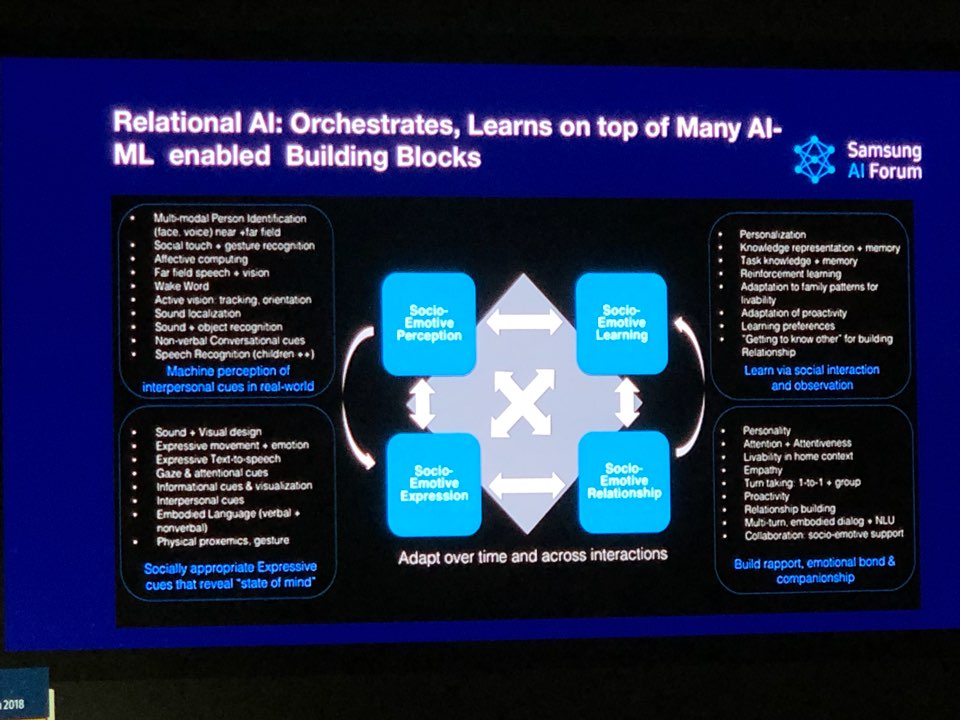 Relational AI: Orchestrates, Learns on top of Many AI-
ML enabled Building Blocks
Samsung
AI Forum
• Multi-modal Person Identification
(face, voice) near +far field
• Social touch + gesture recognition
• Affective computing
• Far field speech + vision
• Wake Word
• Active vision: tracking, orientation
• Sound localization
• Sound + object recognition
• Non-verbal Conversational cues
• Speech Recognition (children ++)
Machine perception of
interpersonal cues in real-world
• Sound + Visual design
• Expressive movement + emotion
• Expressive Text-to-speech
• Gaze & attentional cues
• Informational cues & visualization
• Interpersonal cues
• Embodied Language (verbal +
nonverbal)
• Physical proxemics, gesture
Socially appropriate Expressive
cues that reveal "state of mind"
Socio-
Emotive
Perception
Socio-
Emotive
Learning
Socio-
Emotive
Expression
Socio-
Emotive
Relationship
Adapt over time and across interactions
• Personalization
• Knowledge representation + memory
• Task knowledge + memory
• Reinforcement learning
• Adaptation to family patterns for
livability
• Adaptation of proactivity
• Learning preferences
• "Getting to know other" for building
Relationship
Learn via social interaction
and observation
• Personality
• Attention + Attentiveness
• Livability in home context
• Empathy
• Turn taking: 1-to-1 + group
• Proactivity
• Relationship building
• Multi-turn, embodied dialog + NLU
• Collaboration: socio-emotive support
Build rapport, emotional bond &
companionship
2018